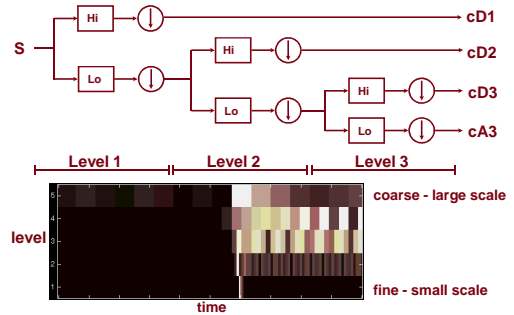 Hi
cD1
S
Hi
cD2
Lo
Hi
cD3
Lo
Lo
cA3
Level 1
Level 2
Level 3
5
coarse - large scale
4
level
3
2
fine - small scale
1
time